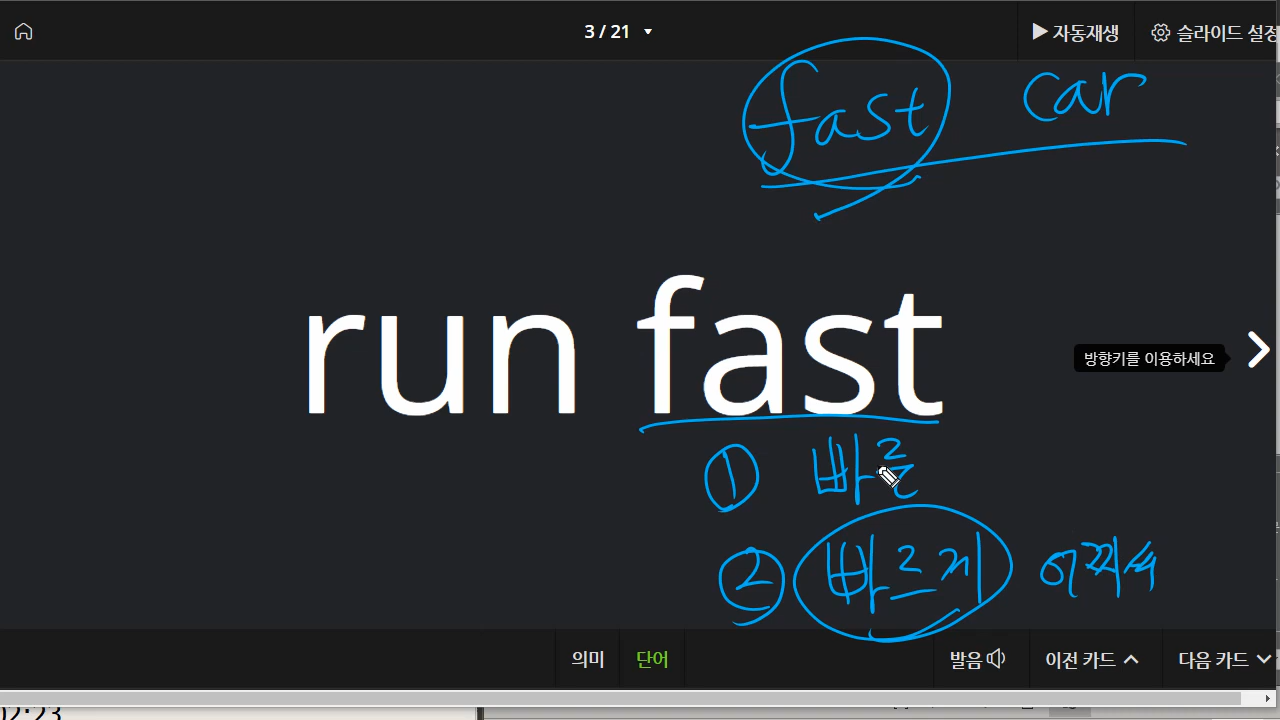 3 / 21
자동재생
슬라이드 설정
fast car
run fast
방향키를 이용하세요
① 빠른
② 빠르게
의미
단어
발음
이전 카드
다음 카드
02:23